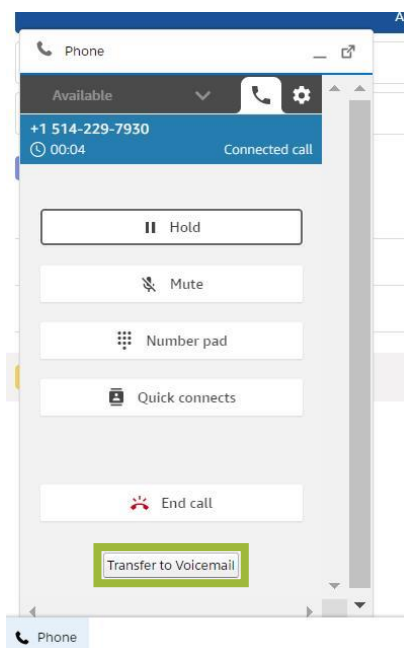 A
Phone
Available
+1 514-229-7930
00:04 Connected call
Hold
Mute
Number pad
Quick connects
End call
Transfer to Voicemail
Phone